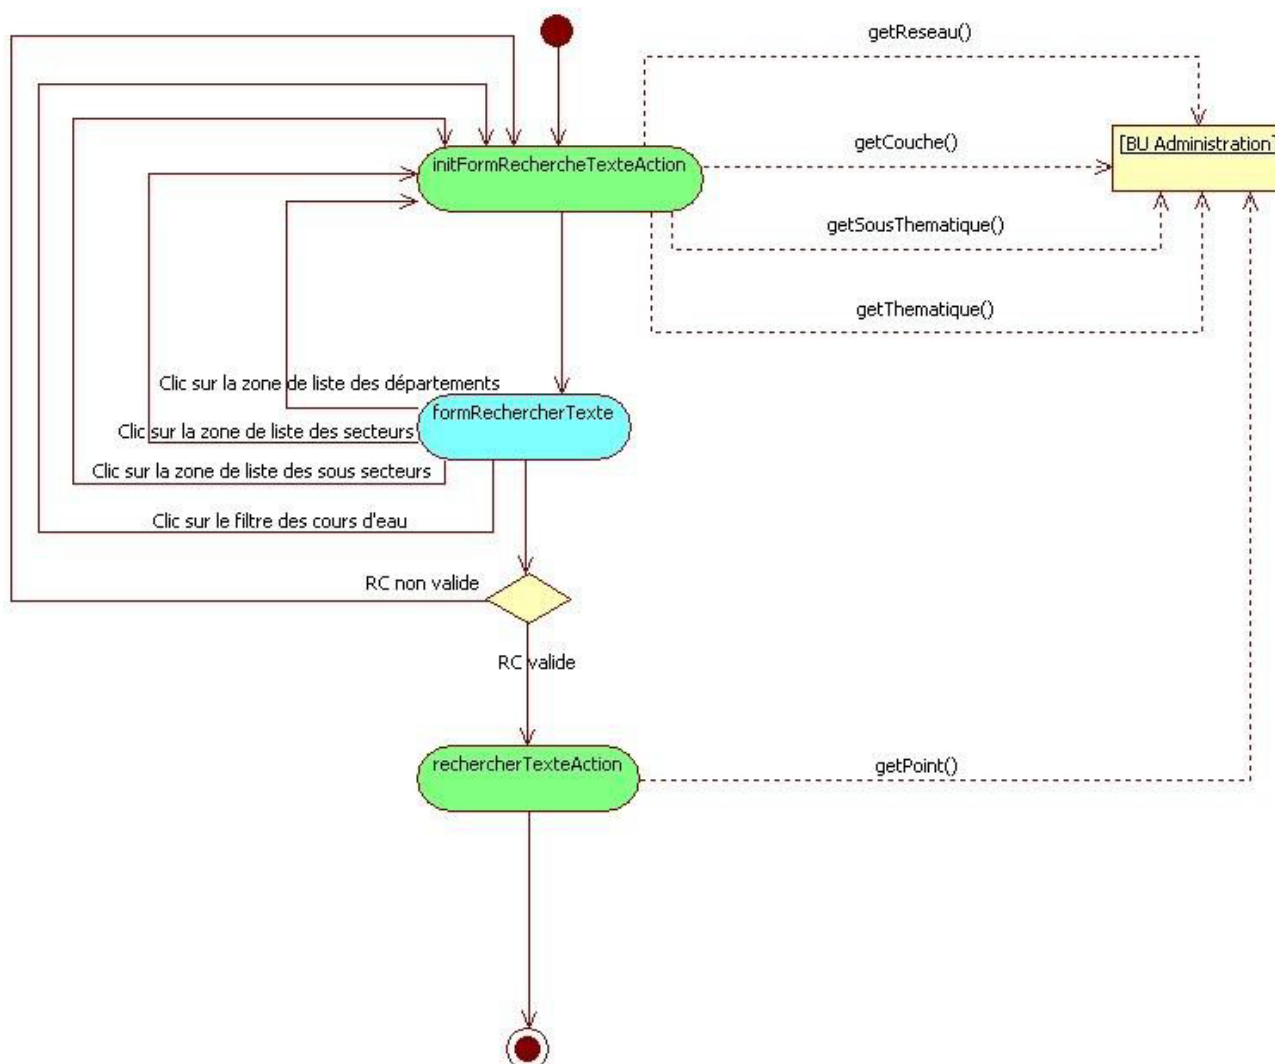 getReseau()
getCouche()
[BU Administration]
initFormRechercheTexteAction
getSousThematique()
getThematique()
Clic sur la zone de liste des départements
formRechercherTexte
Clic sur la zone de liste des secteurs
Clic sur la zone de liste des sous secteurs
Clic sur le filtre des cours d'eau
RC non valide
RC valide
rechercherTexteAction
getPoint()